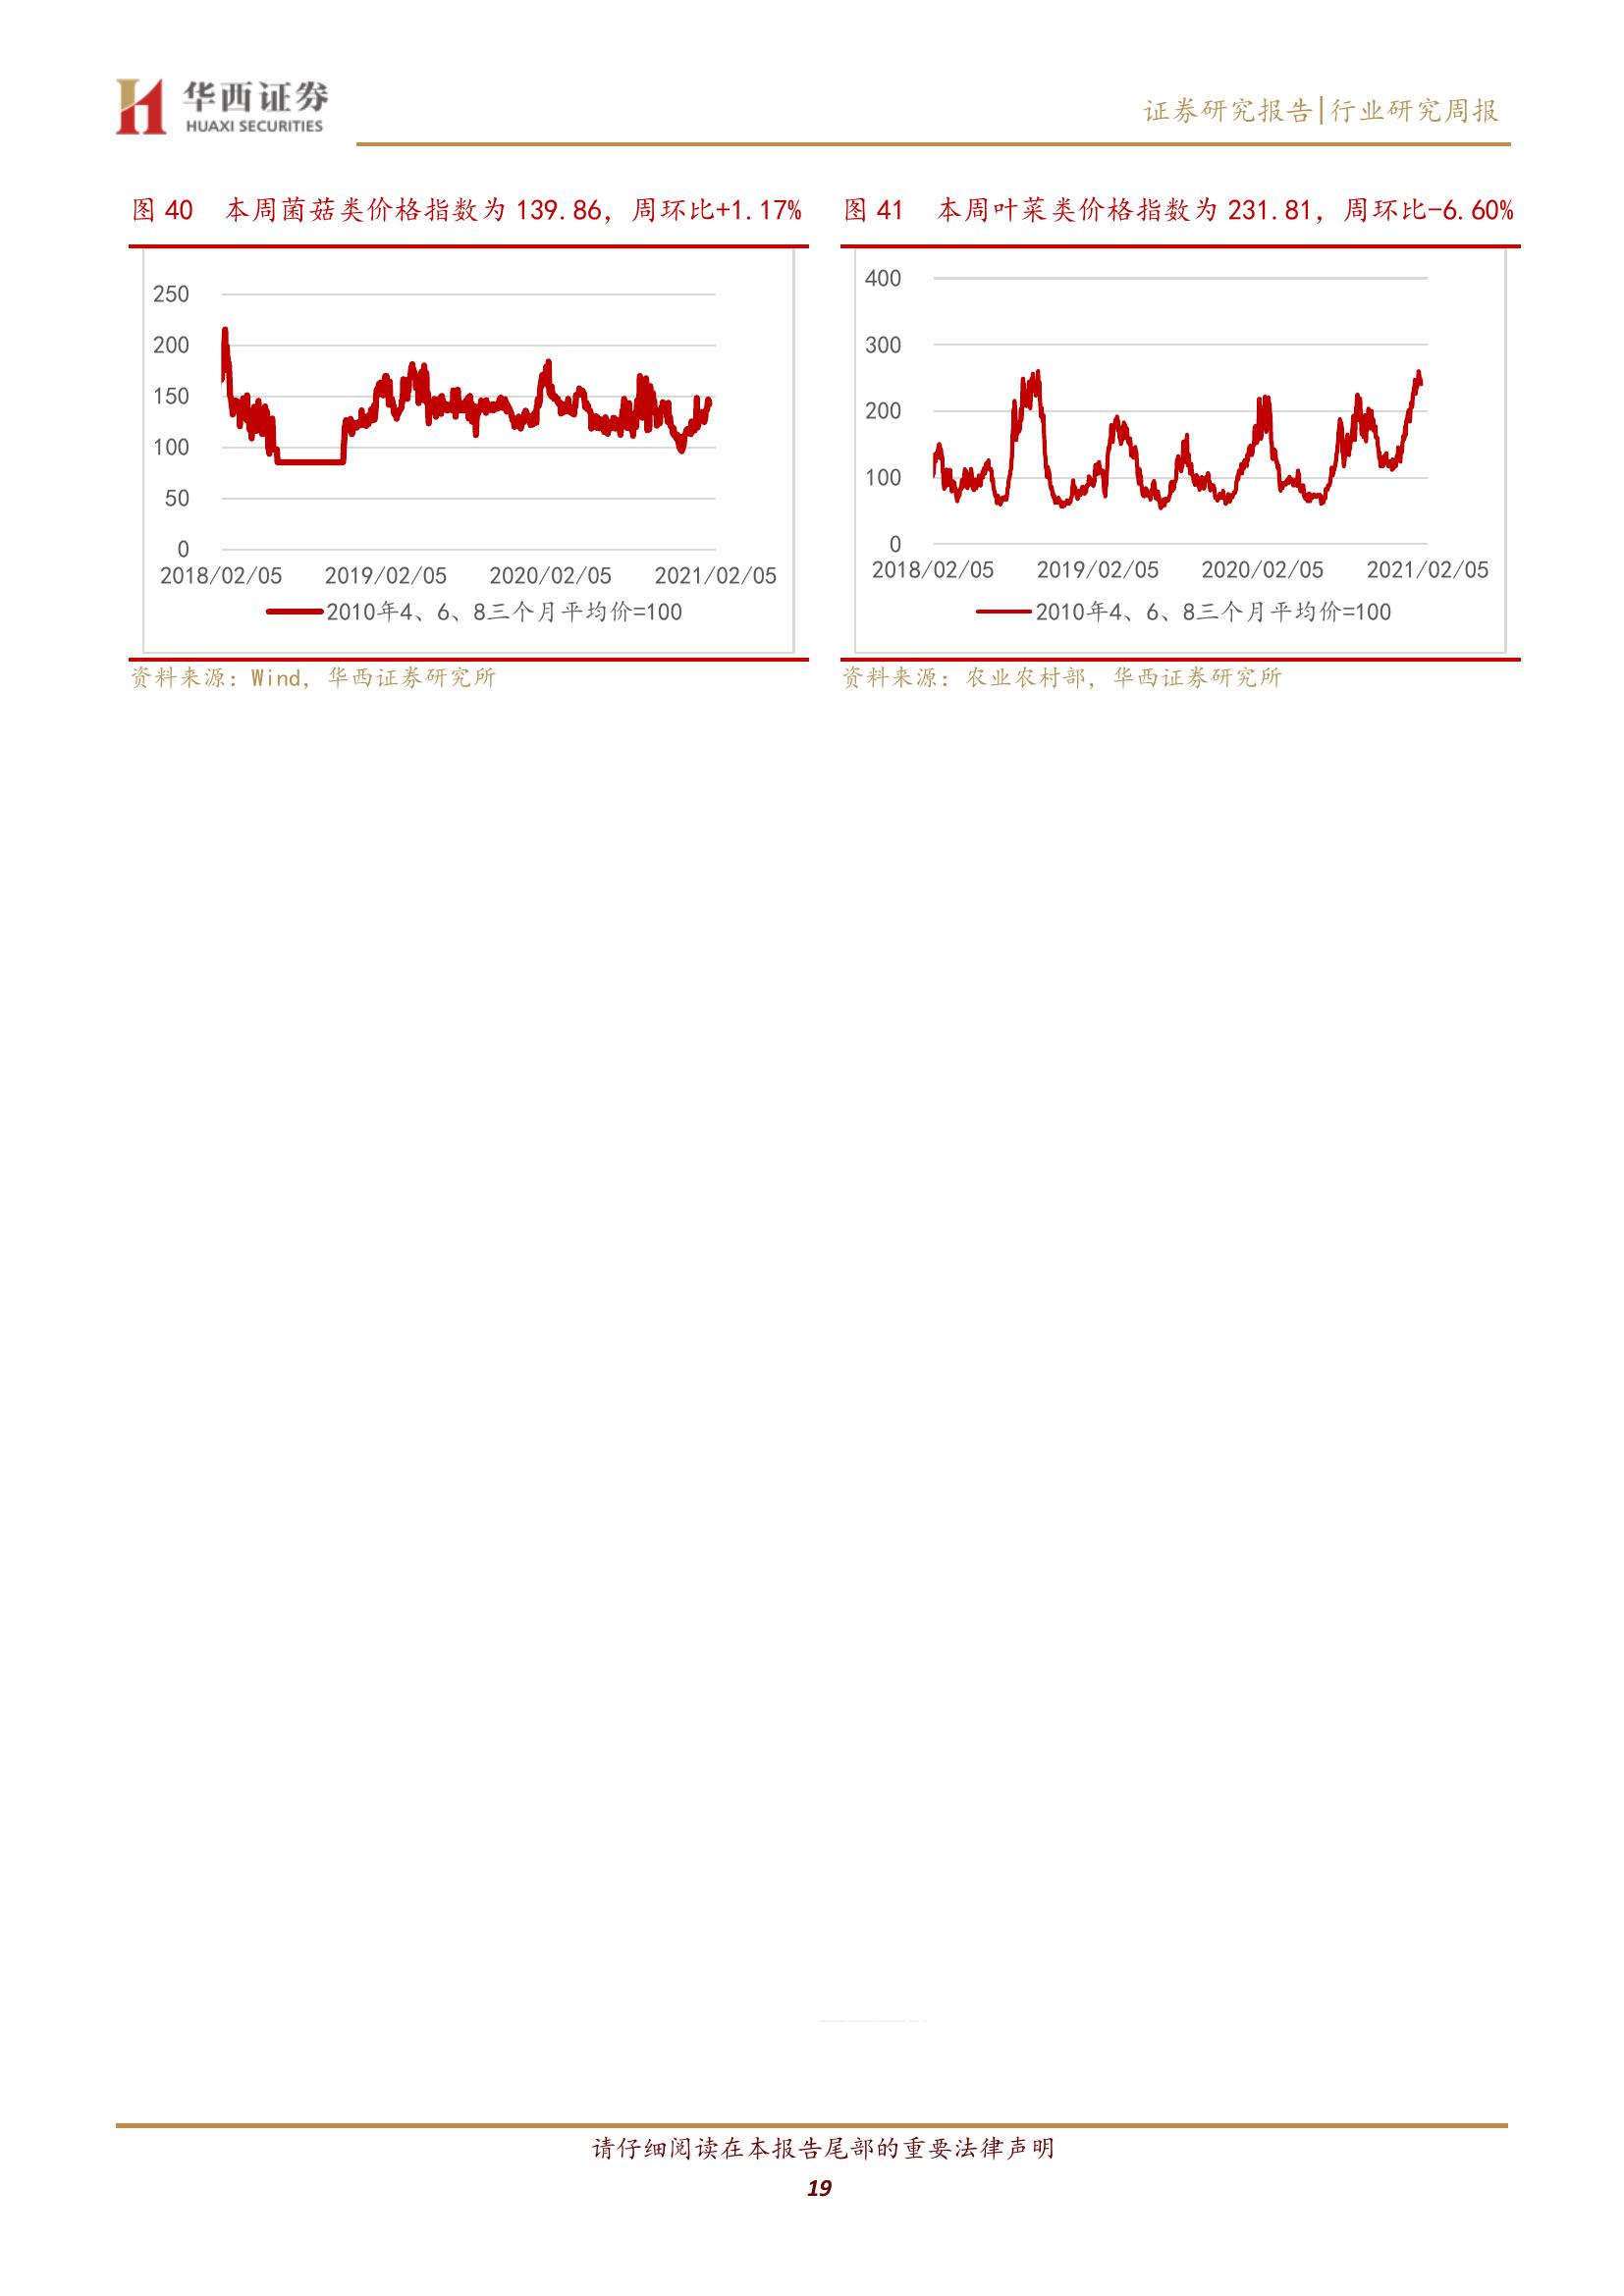 华西证券
HUAXI SECURITIES
证券研究报告|行业研究周报
图 40 本周菌菇类价格指数为 139.86，周环比+1.17%
250
200
150
100
50
0
2018/02/05 2019/02/05 2020/02/05 2021/02/05
2010年4、6、8三个月平均价=100
资料来源：Wind，华西证券研究所
图 41 本周叶菜类价格指数为 231.81，周环比-6.60%
400
300
200
100
0
2018/02/05 2019/02/05 2020/02/05 2021/02/05
2010年4、6、8三个月平均价=100
资料来源：农业农村部，华西证券研究所
请仔细阅读在本报告尾部的重要法律声明
19